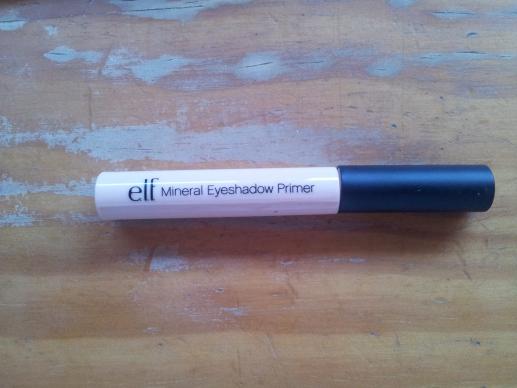 elf Mineral Eyeshadow Primer